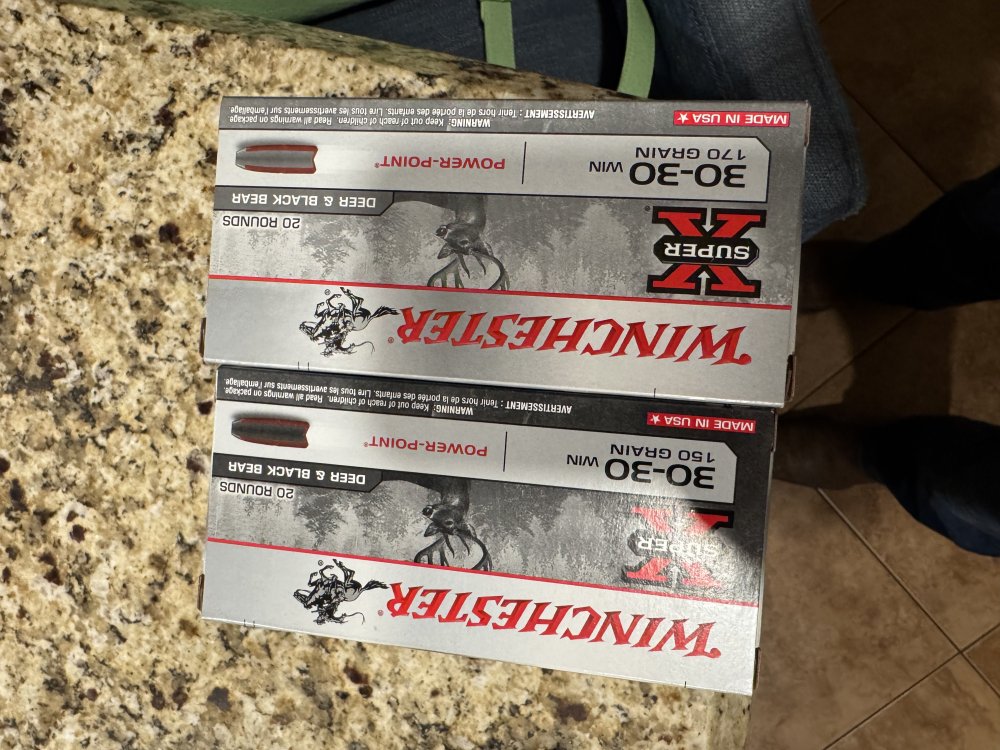 WINCHESTER®
SUPER X®
20 ROUNDS
DEER & BLACK BEAR
30-30 WIN
150 GRAIN
POWER-POINT®
MADE IN USA
WARNING: Keep out of reach of children. Read all warnings on package.
AVERTISSEMENT : Tenir hors de la portée des enfants. Lire tous les avertissements sur l'emballage.
WINCHESTER®
SUPER X®
20 ROUNDS
DEER & BLACK BEAR
30-30 WIN
170 GRAIN
POWER-POINT®
MADE IN USA
WARNING: Keep out of reach of children. Read all warnings on package.
AVERTISSEMENT : Tenir hors de la portée des enfants. Lire tous les avertissements sur l'emballage.